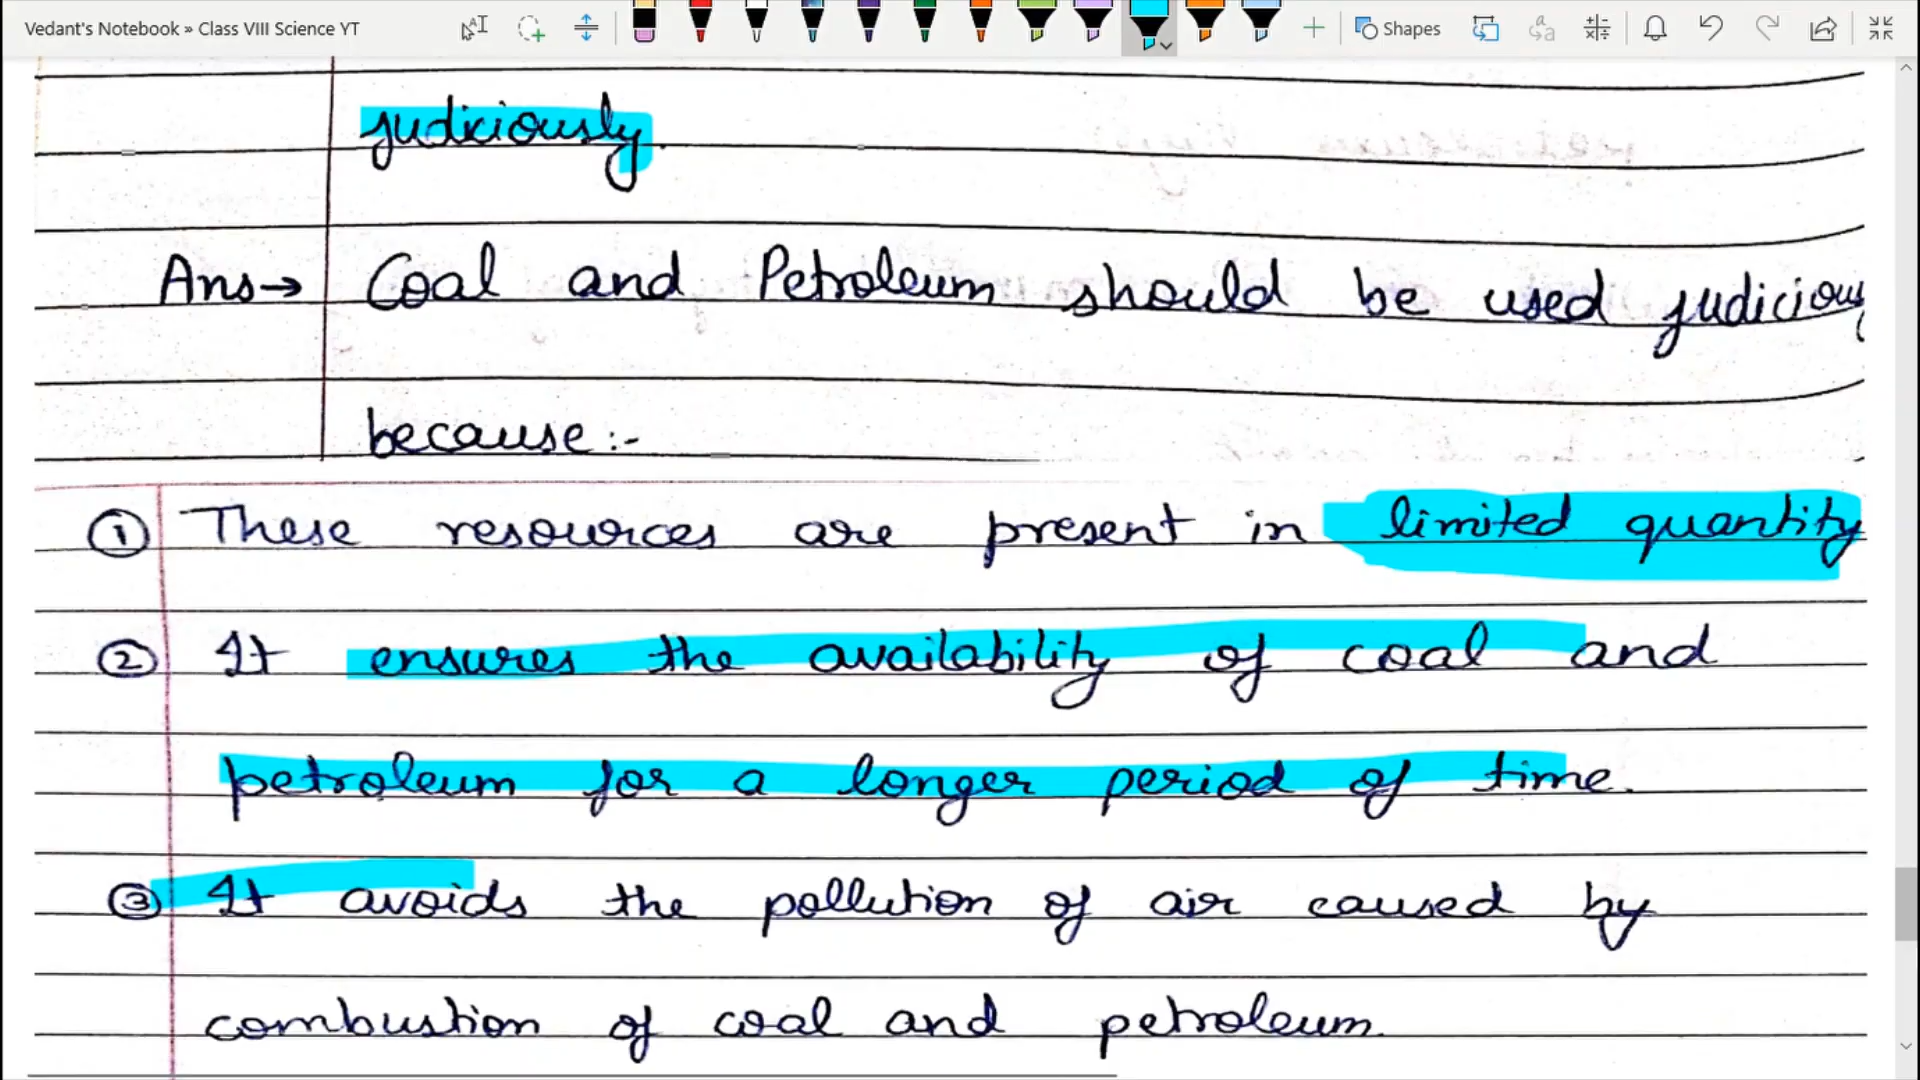 Vedant's Notebook » Class VIII Science YT
Shapes
judiciously.
Ans→ Coal and Petroleum should be used judicious
because:-
① These resources are present in limited quantity
② It ensures the availability of coal and
petroleum for a longer period of time.
③ It avoids the pollution of air caused by
combustion of coal and petroleum.